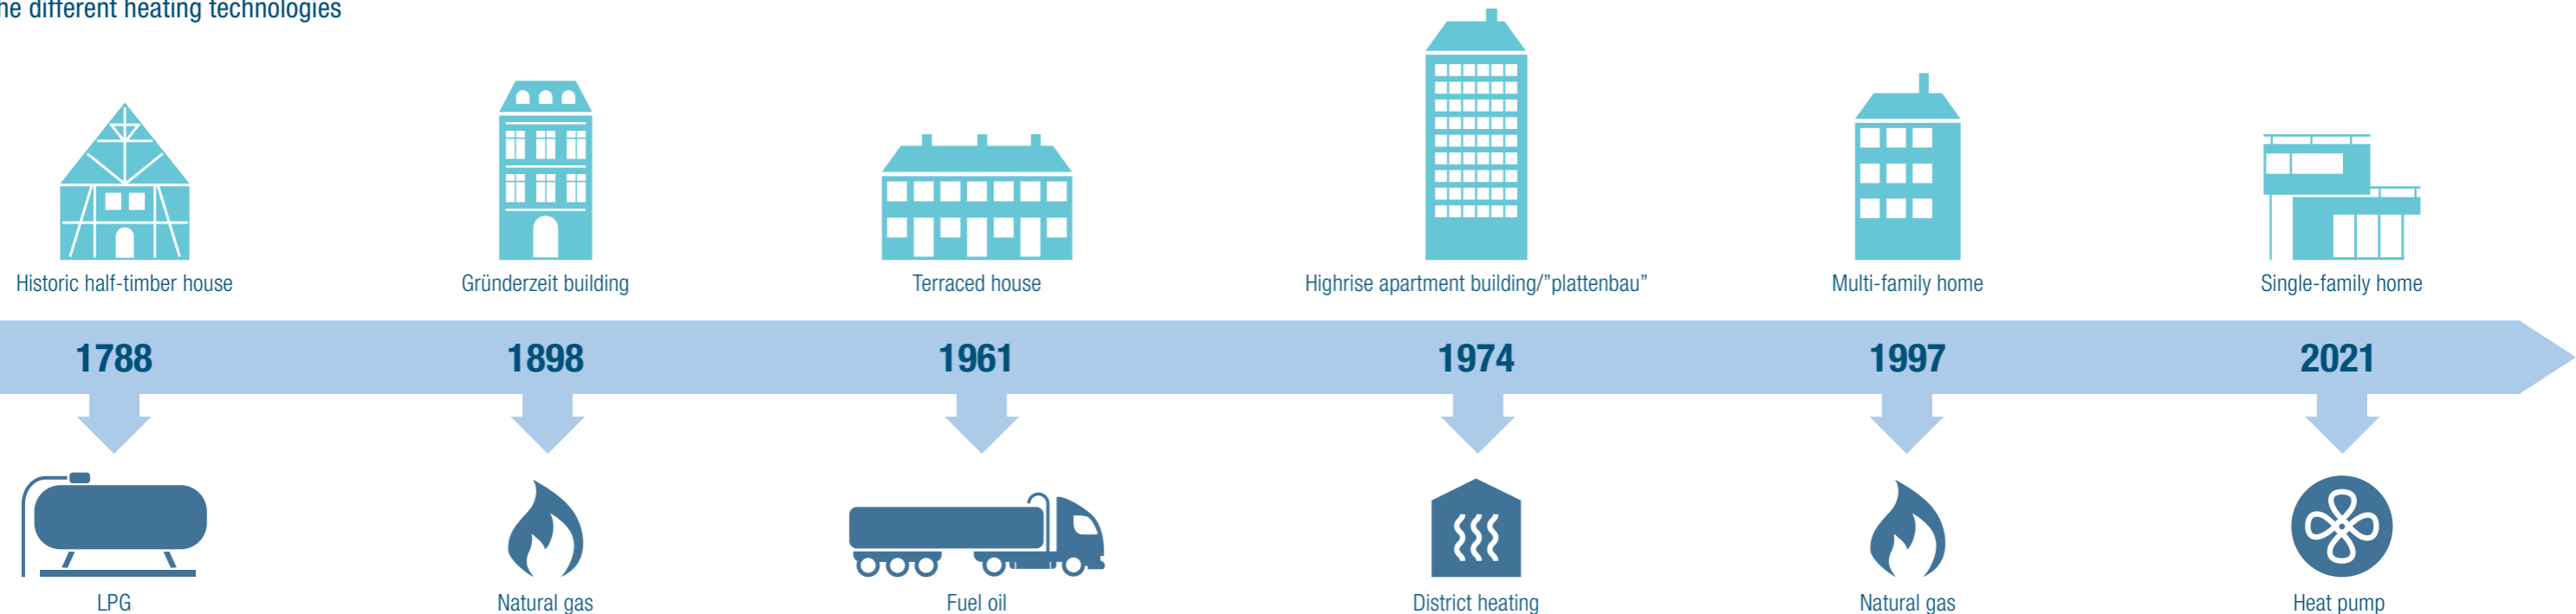 he different heating technologies
Historic half-timber house
Gründerzeit building
Terraced house
Highrise apartment building/”plattenbau”
Multi-family home
Single-family home
1788
1898
1961
1974
1997
2021
LPG
Natural gas
Fuel oil
District heating
Natural gas
Heat pump